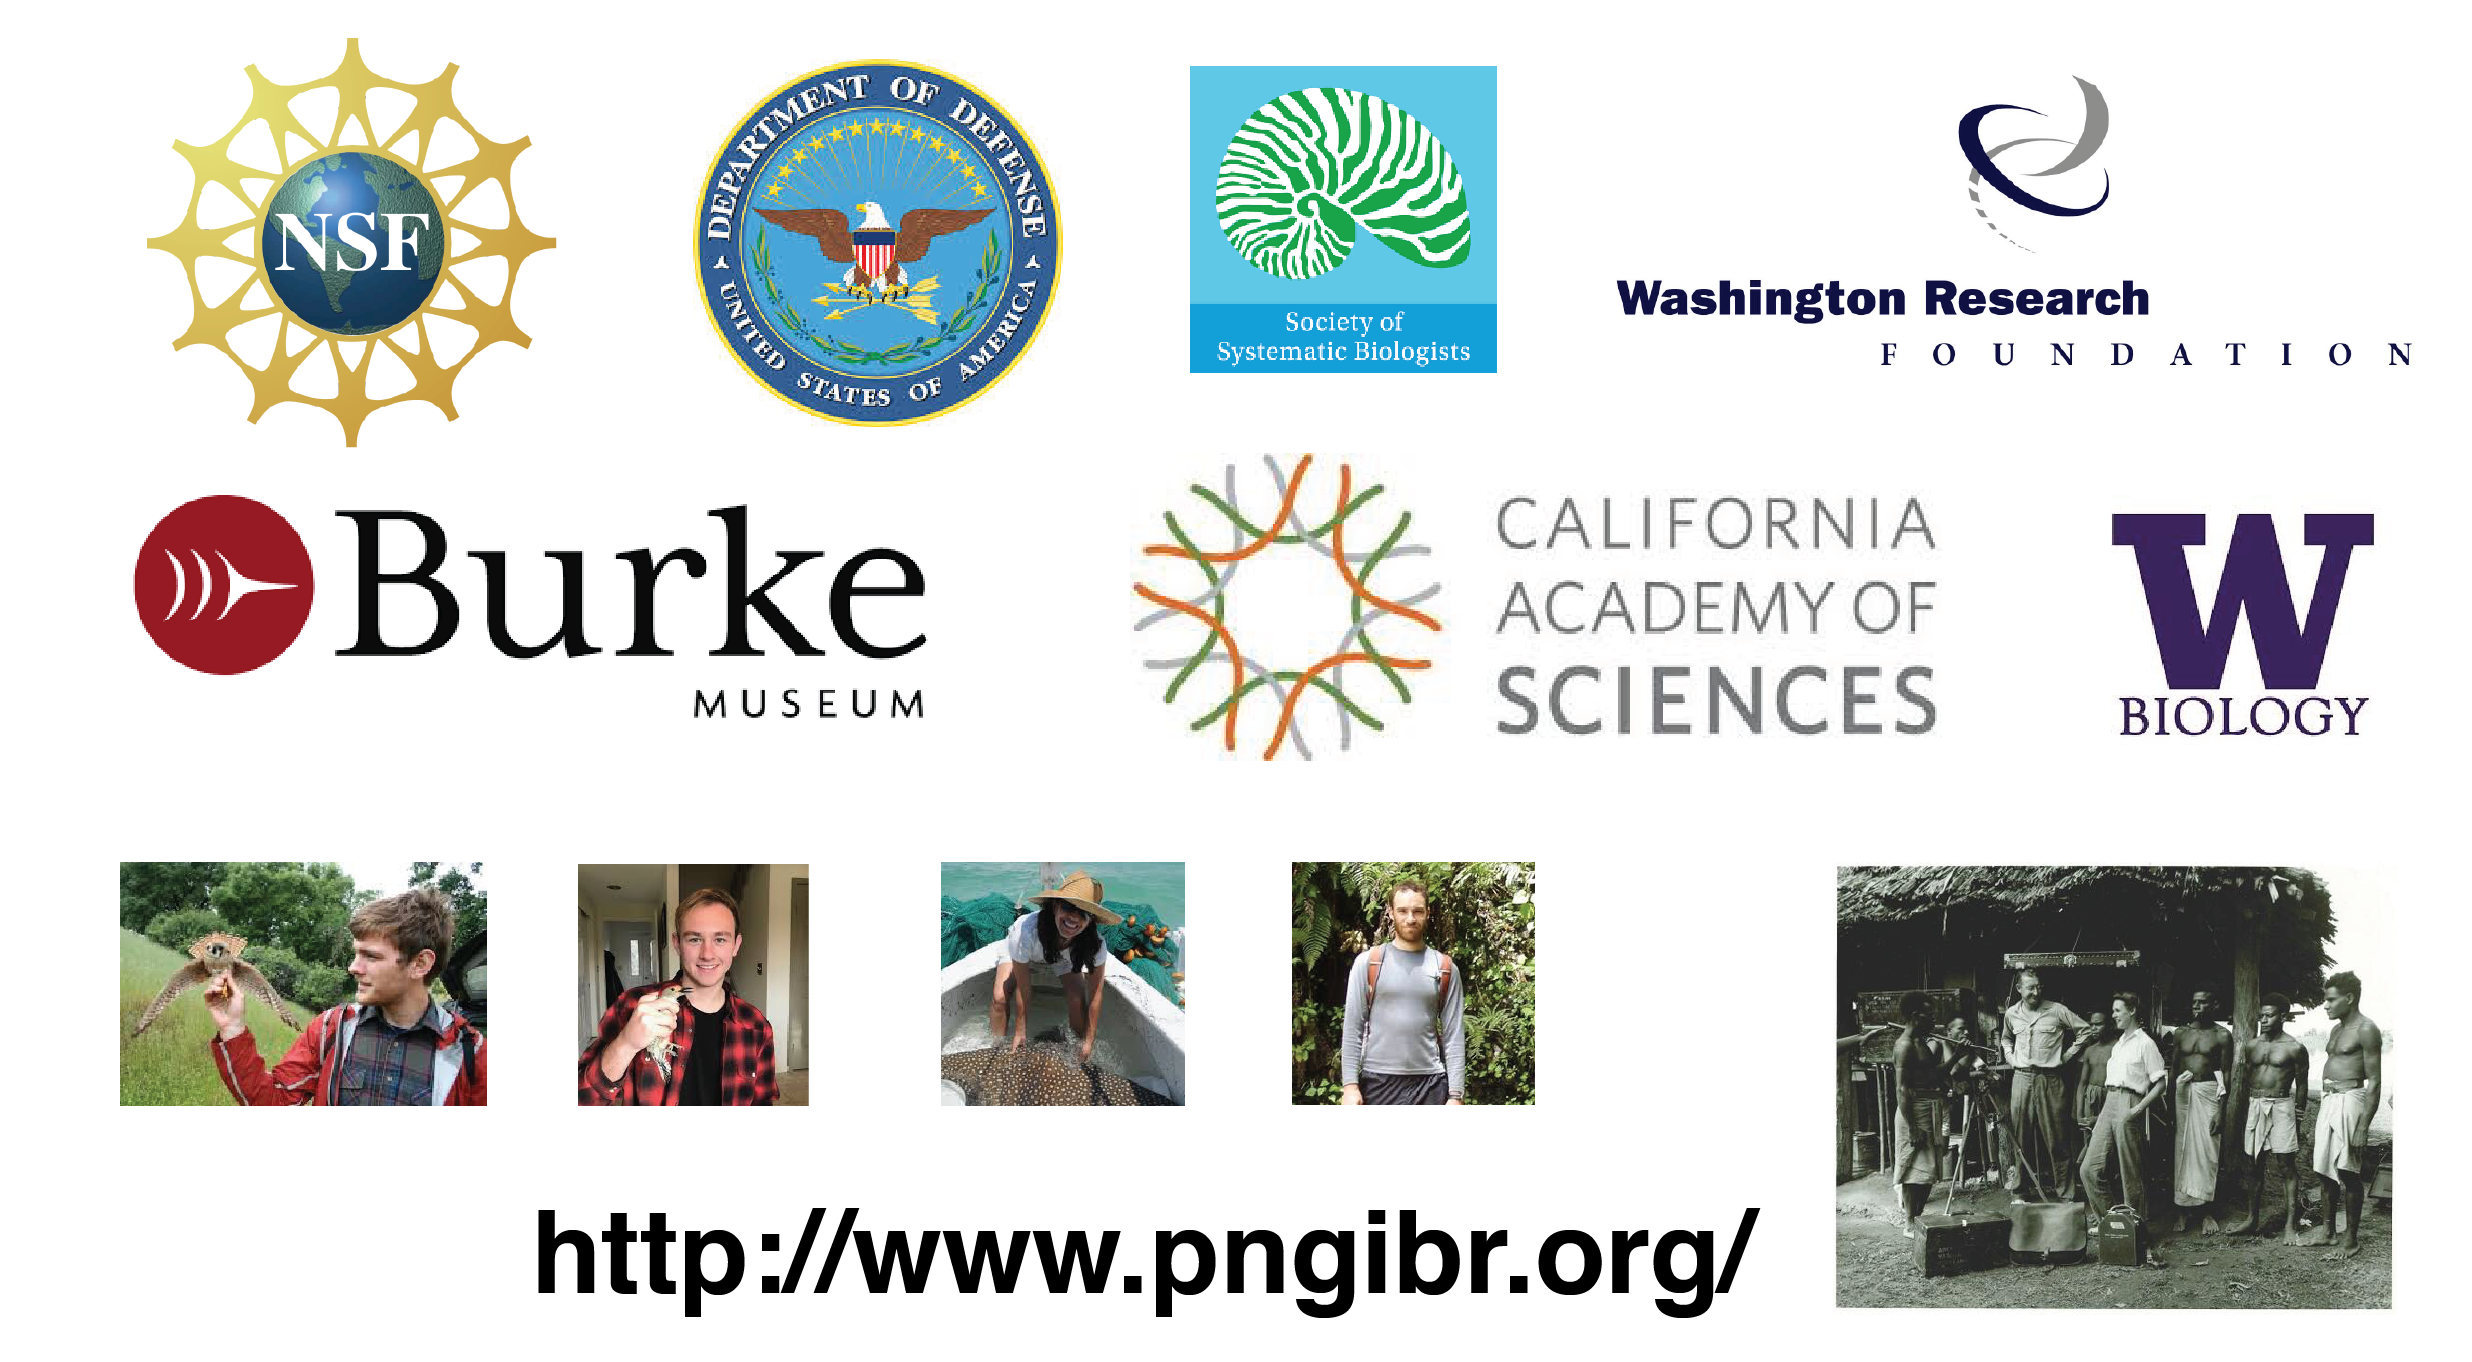 NSF
DEPARTMENT OF DEFENSE
UNITED STATES OF AMERICA
Society of
Systematic Biologists
Washington Research
FOUNDATION
Burke
MUSEUM
CALIFORNIA
ACADEMY OF
SCIENCES
W
BIOLOGY
http://www.pngibr.org/